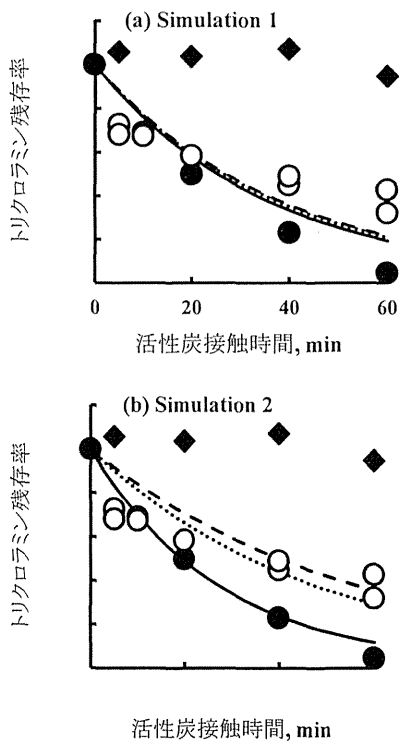 (a) Simulation 1
トリクロラミン残存率
0 20 40 60
活性炭接触時間, min
(b) Simulation 2
トリクロラミン残存率
活性炭接触時間, min